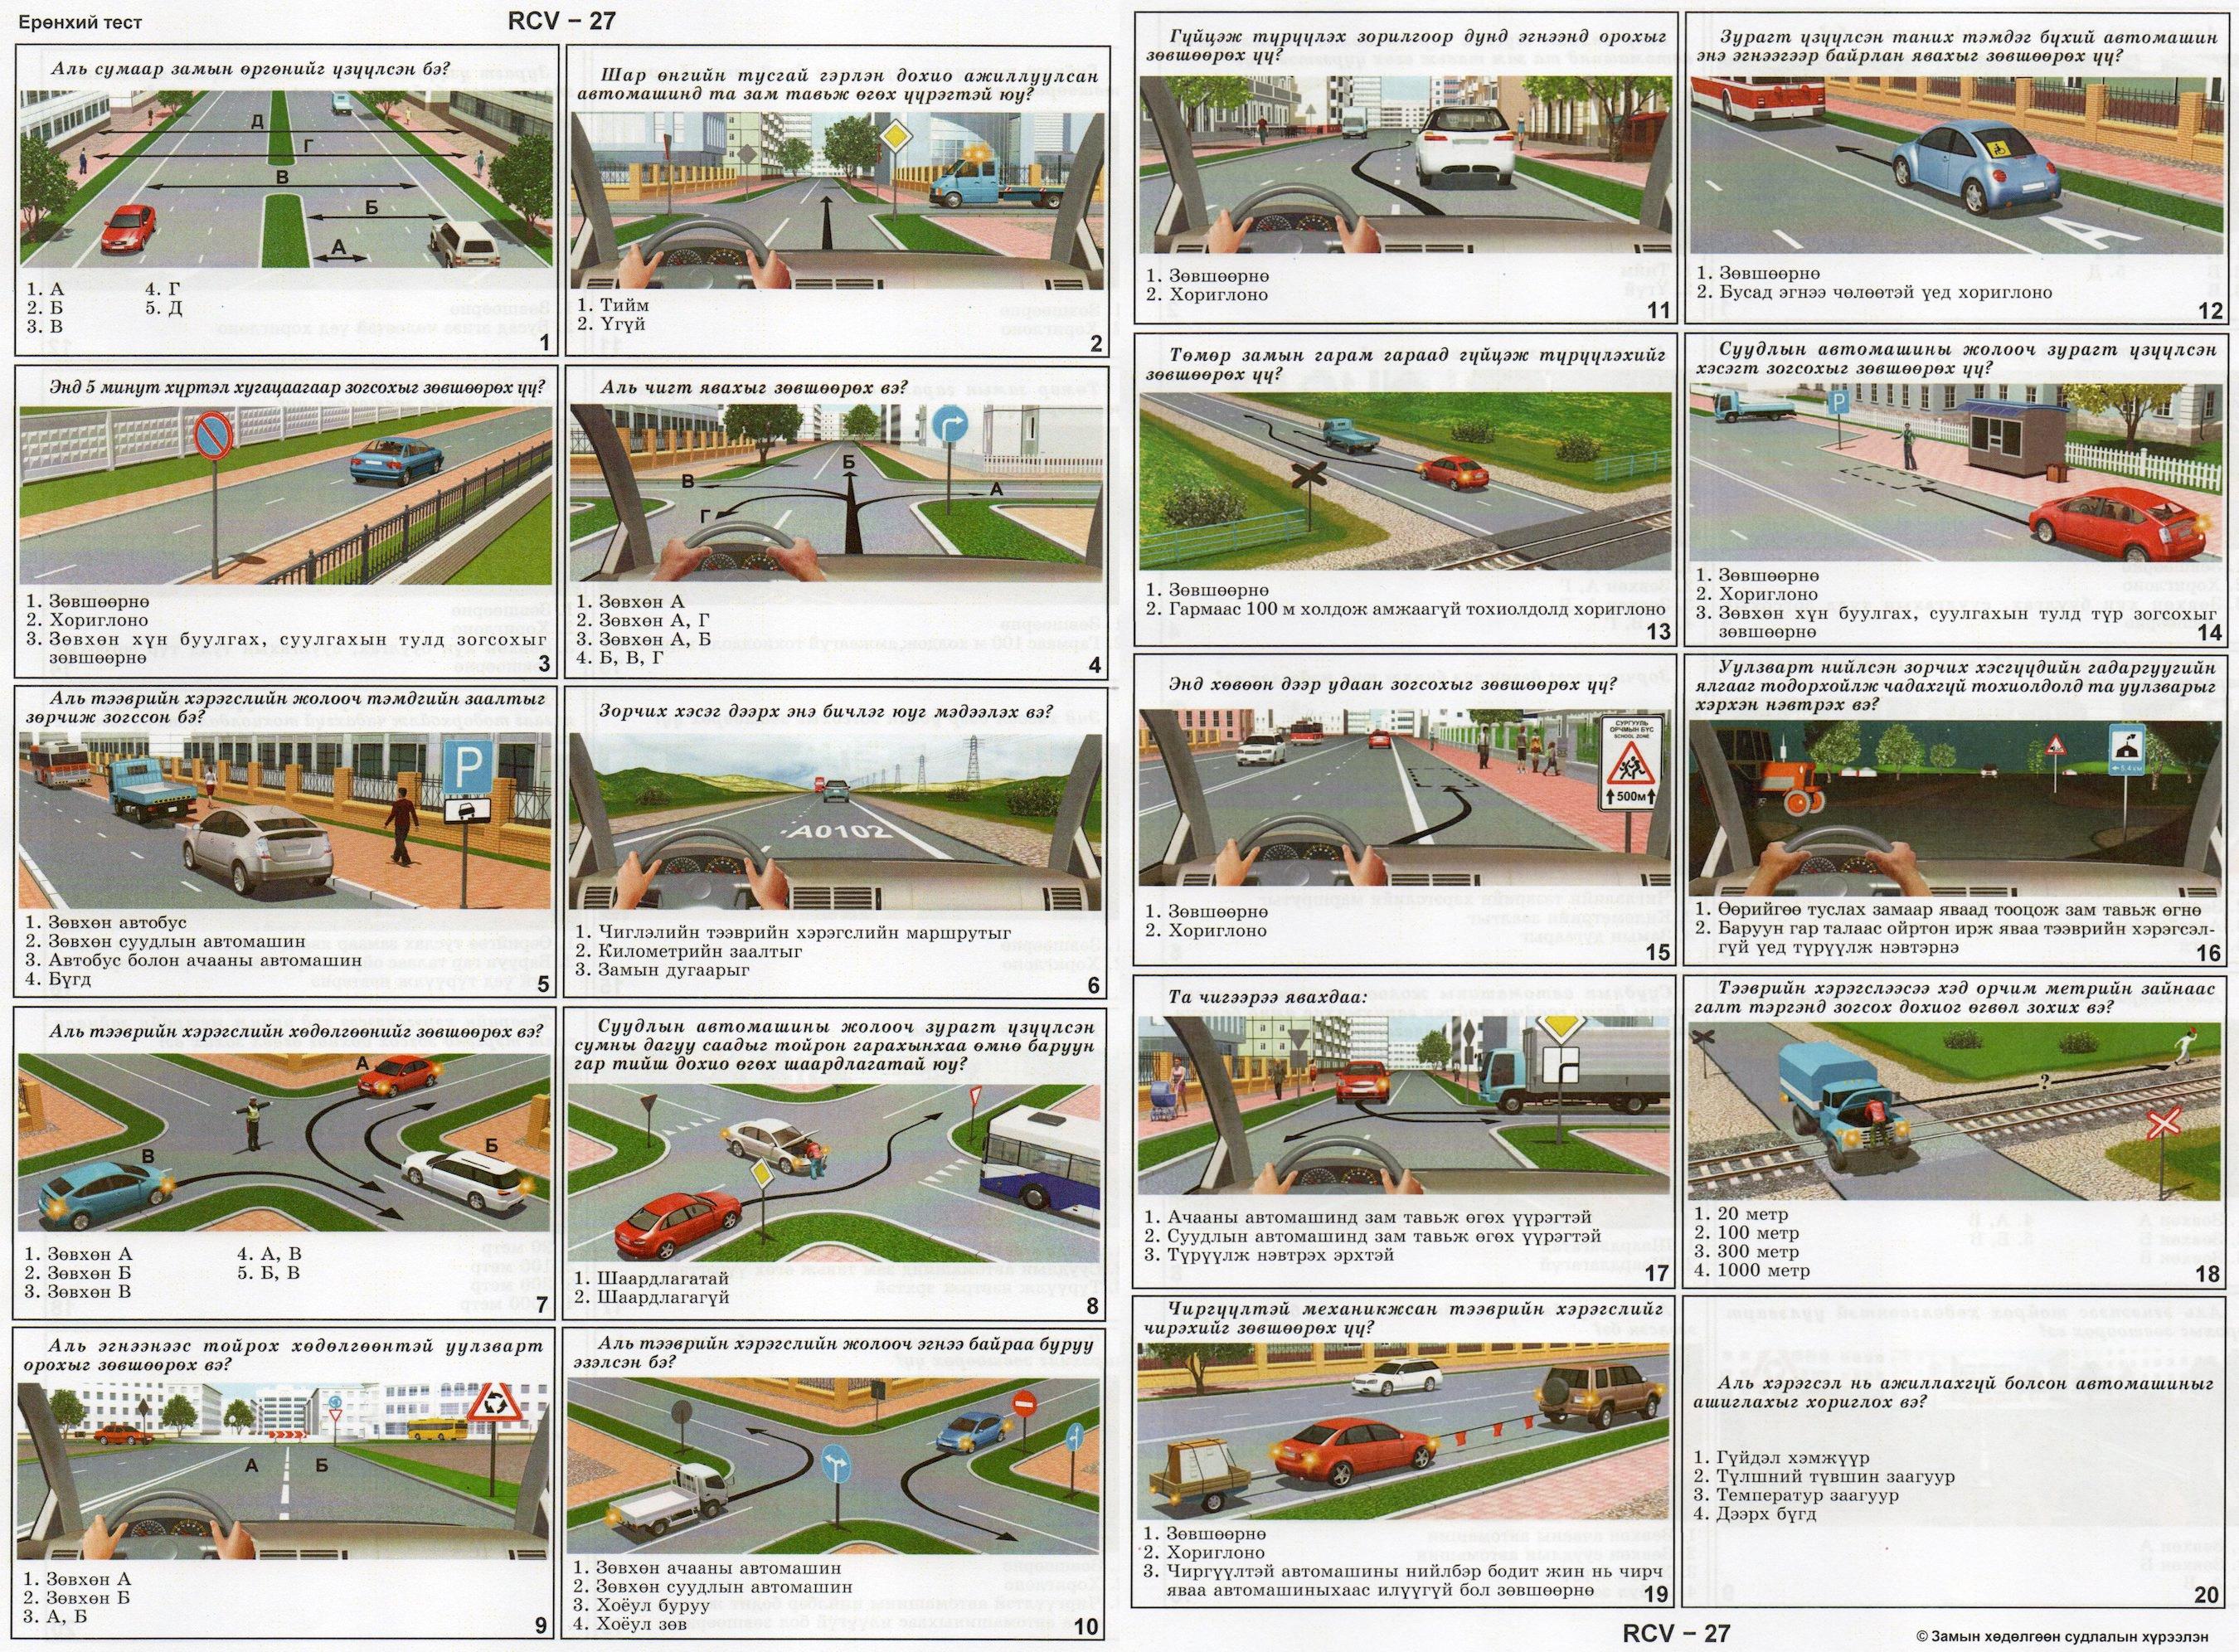 Ерөнхий тест
RCV – 27
Аль сумаар замын өргөнийг үзүүлсэн бэ?
Д
Г
В
Б
А
1. А
4. Г
2. Б
5. Д
3. В
1
Шар өнгийн тусгай гэрлэн дохио ажиллуулсан
автомашинд та зам тавьж өгөх үүрэгтэй юу?
1. Тийм
2. Үгүй
2
Энд 5 минут хүртэл хугацаагаар зогсохыг зөвшөөрөх үү?
1. Зөвшөөрнө
2. Хориглоно
3. Зөвхөн хүн буулгах, суулгахын тулд зогсохыг
зөвшөөрнө
3
Аль чигт явахыг зөвшөөрөх вэ?
Б
В
А
Г
1. Зөвхөн А
2. Зөвхөн А, Г
3. Зөвхөн А, Б
4. Б, В, Г
4
Аль тээврийн хэрэгслийн жолооч тэмдгийн заалтыг
зөрчиж зогссон бэ?
P
1. Зөвхөн автобус
2. Зөвхөн суудлын автомашин
3. Автобус болон ачааны автомашин
4. Бүгд
5
Зорчих хэсэг дээрх энэ бичлэг юуг мэдээлэх вэ?
А0102
1. Чиглэлийн тээврийн хэрэгслийн маршрутыг
2. Километрийн заалтыг
3. Замын дугаарыг
6
Аль тээврийн хэрэгслийн хөдөлгөөнийг зөвшөөрөх вэ?
А
Б
В
1. Зөвхөн А
4. А, В
2. Зөвхөн Б
5. Б, В
3. Зөвхөн В
7
Суудлын автомашины жолооч зурагт үзүүлсэн
сумны дагуу саадыг тойрон гарахынхаа өмнө баруун
гар тийш дохио өгөх шаардлагатай юу?
1. Шаардлагатай
2. Шаардлагагүй
8
Аль эгнээнээс тойрох хөдөлгөөнтэй уулзварт
орохыг зөвшөөрөх вэ?
А
Б
1. Зөвхөн А
2. Зөвхөн Б
3. А, Б
9
Аль тээврийн хэрэгслийн жолооч эгнээ байраа буруу
эзэлсэн бэ?
1. Зөвхөн ачааны автомашин
2. Зөвхөн суудлын автомашин
3. Хоёул буруу
4. Хоёул зөв
10
Гүйцэж түрүүлэх зорилгоор дунд эгнээнд орохыг
зөвшөөрөх үү?
1. Зөвшөөрнө
2. Хориглоно
11
Зурагт үзүүлсэн таних тэмдэг бүхий автомашин
энэ эгнээгээр байрлан явахыг зөвшөөрөх үү?
А
1. Зөвшөөрнө
2. Бусад эгнээ чөлөөтэй үед хориглоно
12
Төмөр замын гарам гараад гүйцэж түрүүлэхийг
зөвшөөрөх үү?
1. Зөвшөөрнө
2. Гармаас 100 м холдож амжаагүй тохиолдолд хориглоно
13
Суудлын автомашины жолооч зурагт үзүүлсэн
хэсэгт зогсохыг зөвшөөрөх үү?
P
1. Зөвшөөрнө
2. Хориглоно
3. Зөвхөн хүн буулгах, суулгахын тулд түр зогсохыг
зөвшөөрнө
14
Энд хөвөөн дээр удаан зогсохыг зөвшөөрөх үү?
СУРГУУЛЬ
ОРЧМЫН БҮС
SCHOOL ZONE
500м
1. Зөвшөөрнө
2. Хориглоно
15
Уулзварт нийлсэн зорчих хэсгүүдийн гадаргуугийн
ялгааг тодорхойлж чадахгүй тохиолдолд та уулзварыг
хэрхэн нэвтрэх вэ?
5.4 км
1. Өөрийгөө туслах замаар яваад тооцож зам тавьж өгнө
2. Баруун гар талаас ойртон ирж яваа тээврийн хэрэгсэл-
гүй үед түрүүлж нэвтэрнэ
16
Та чигээрээ явахдаа:
1. Ачааны автомашинд зам тавьж өгөх үүрэгтэй
2. Суудлын автомашинд зам тавьж өгөх үүрэгтэй
3. Түрүүлж нэвтрэх эрхтэй
17
Тээврийн хэрэгслээсээ хэд орчим метрийн зайнаас
галт тэргэнд зогсох дохиог өгвөл зохих вэ?
?
1. 20 метр
2. 100 метр
3. 300 метр
4. 1000 метр
18
Чиргүүлтэй механикжсан тээврийн хэрэгслийг
чирэхийг зөвшөөрөх үү?
1. Зөвшөөрнө
2. Хориглоно
3. Чиргүүлтэй автомашины нийлбэр бодит жин нь чирч
яваа автомашиныхаас илүүгүй бол зөвшөөрнө
19
Аль хэрэгсэл нь ажиллахгүй болсон автомашиныг
ашиглахыг хориглох вэ?
1. Гүйдэл хэмжүүр
2. Түлшний түвшин заагуур
3. Температур заагуур
4. Дээрх бүгд
20
RCV – 27
© Замын хөдөлгөөн судлалын хүрээлэн